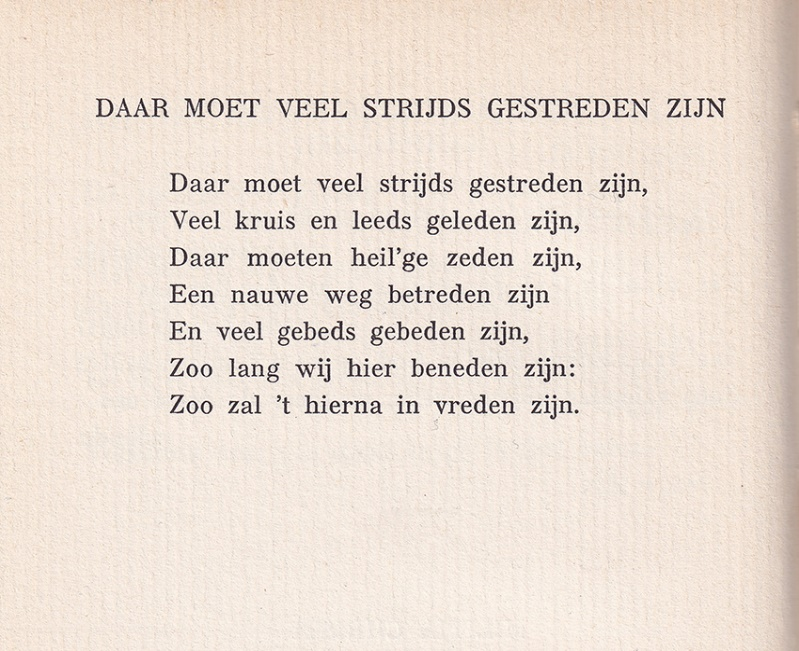 DAAR MOET VEEL STRIJDS GESTREDEN ZIJN
Daar moet veel strijds gestreden zijn,
Veel kruis en leeds geleden zijn,
Daar moeten heil’ge zeden zijn,
Een nauwe weg betreden zijn
En veel gebeds gebeden zijn,
Zoo lang wij hier beneden zijn:
Zoo zal ’t hierna in vreden zijn.